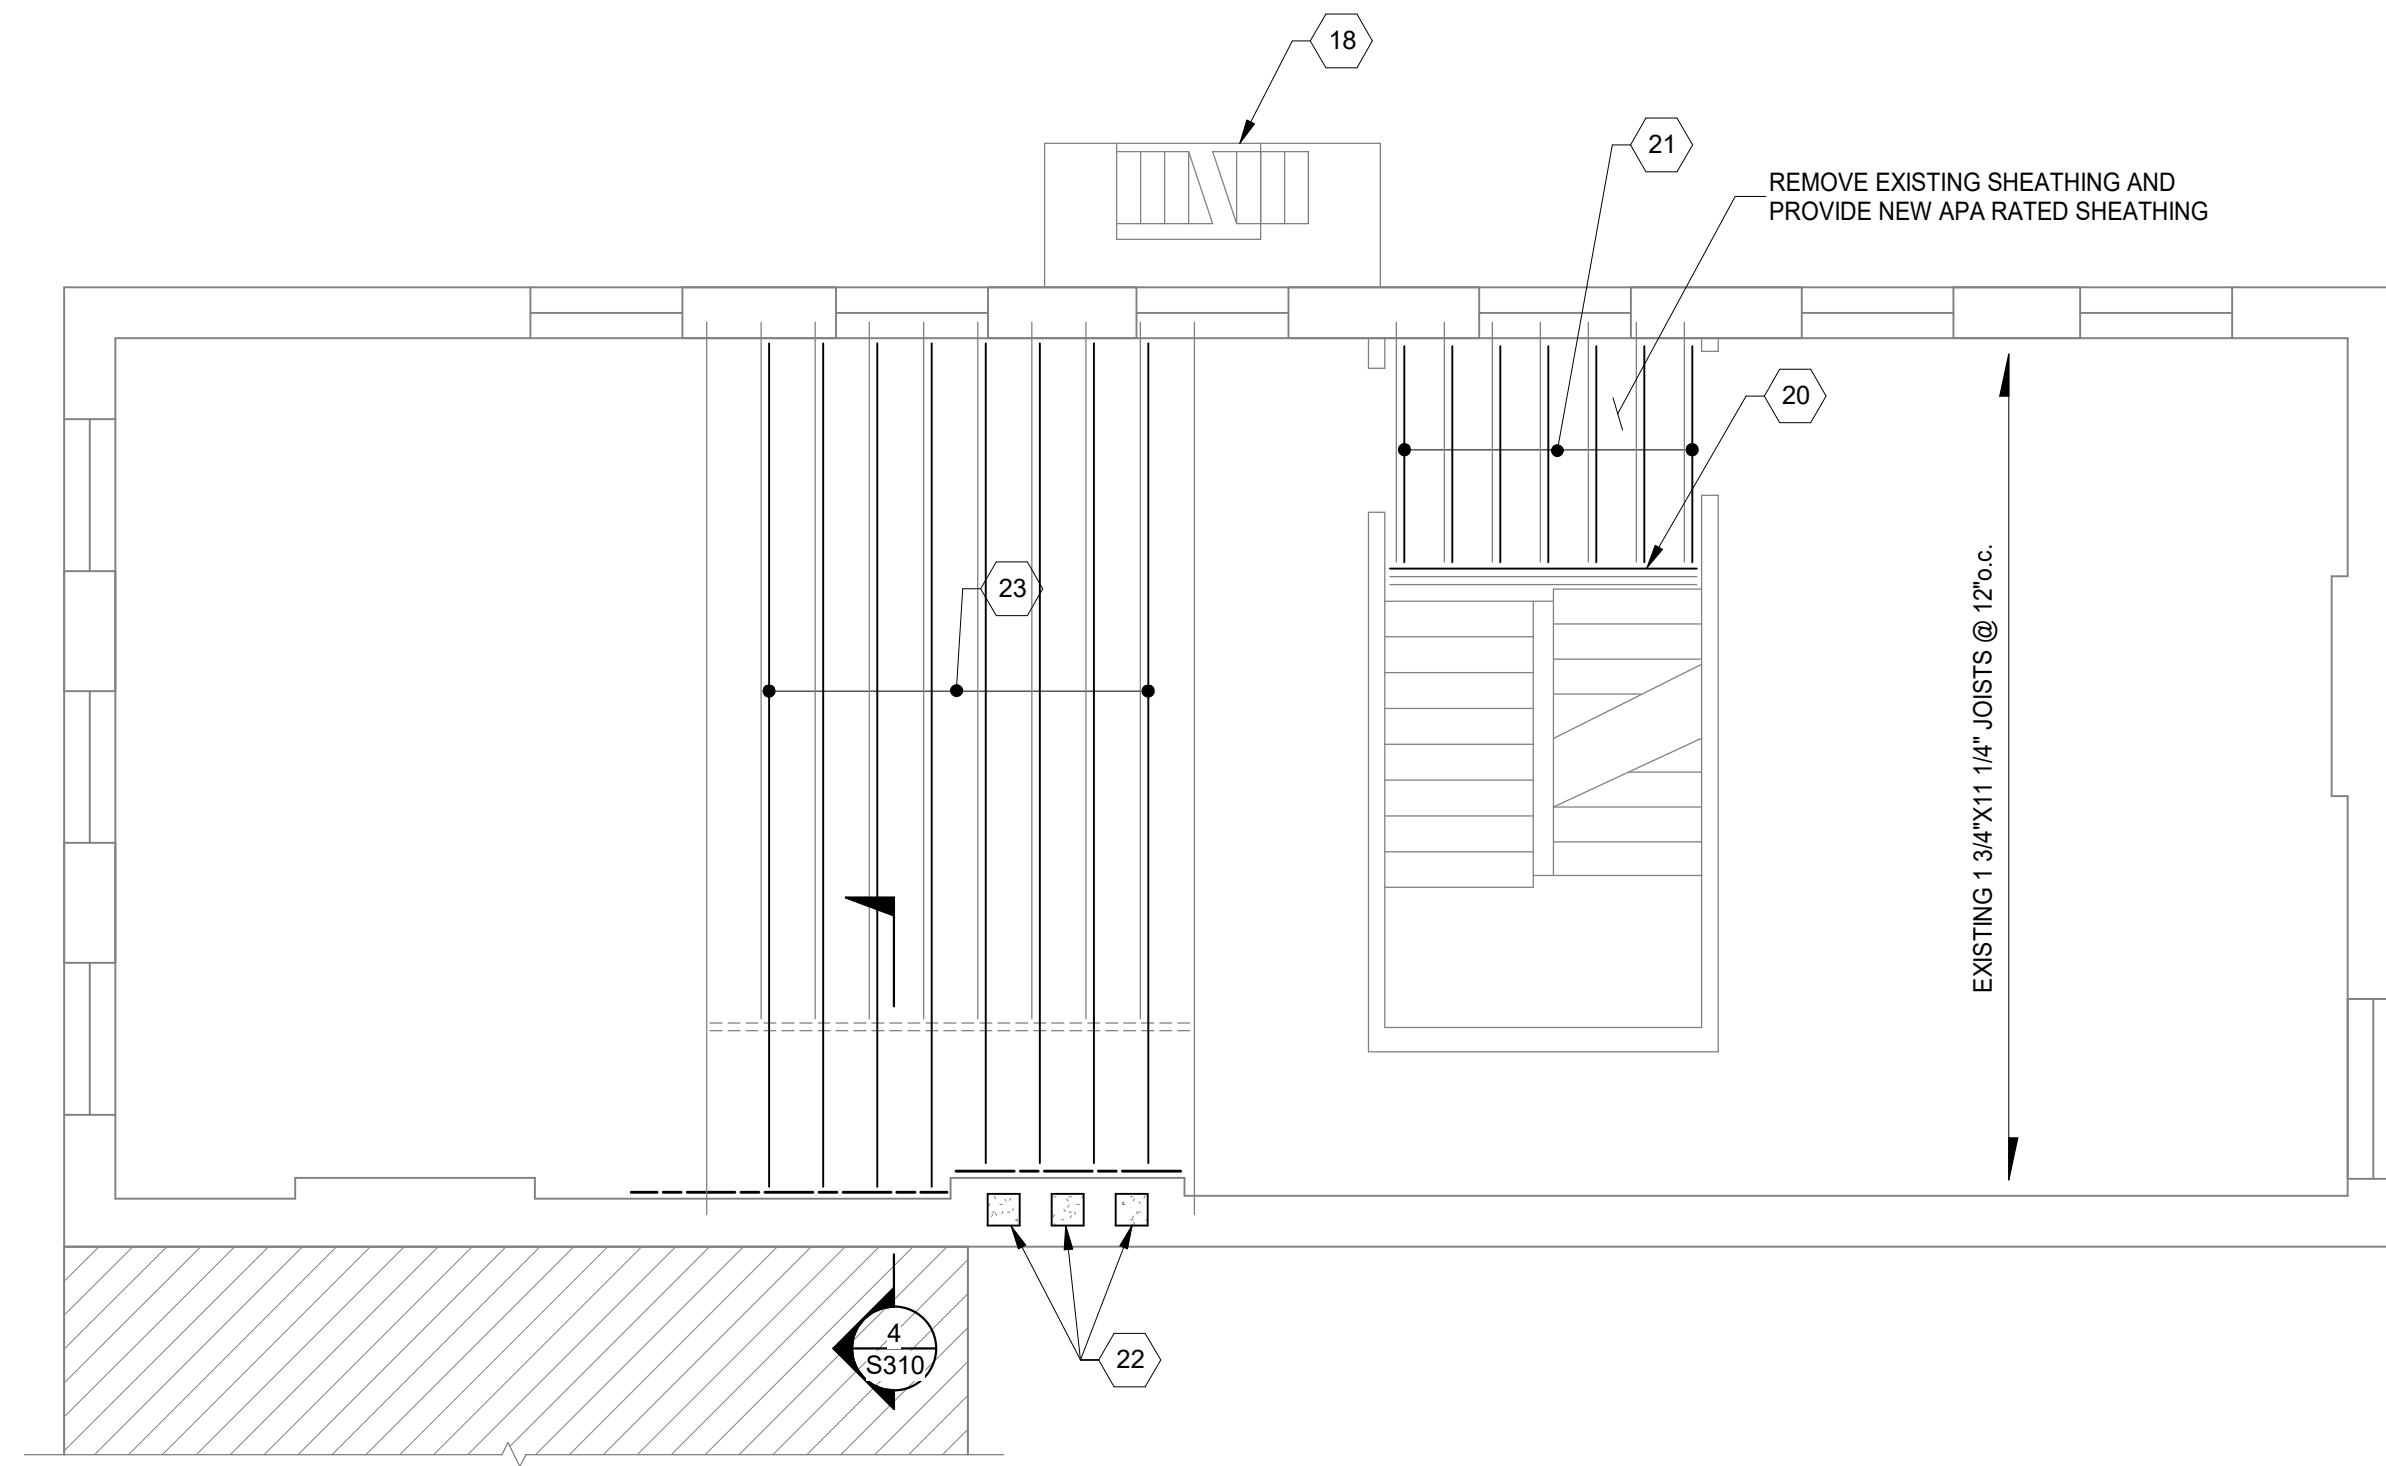 18
21
REMOVE EXISTING SHEATHING AND
PROVIDE NEW APA RATED SHEATHING
20
23
EXISTING 1 3/4"X11 1/4" JOISTS @ 12"o.c.
4
S310
22